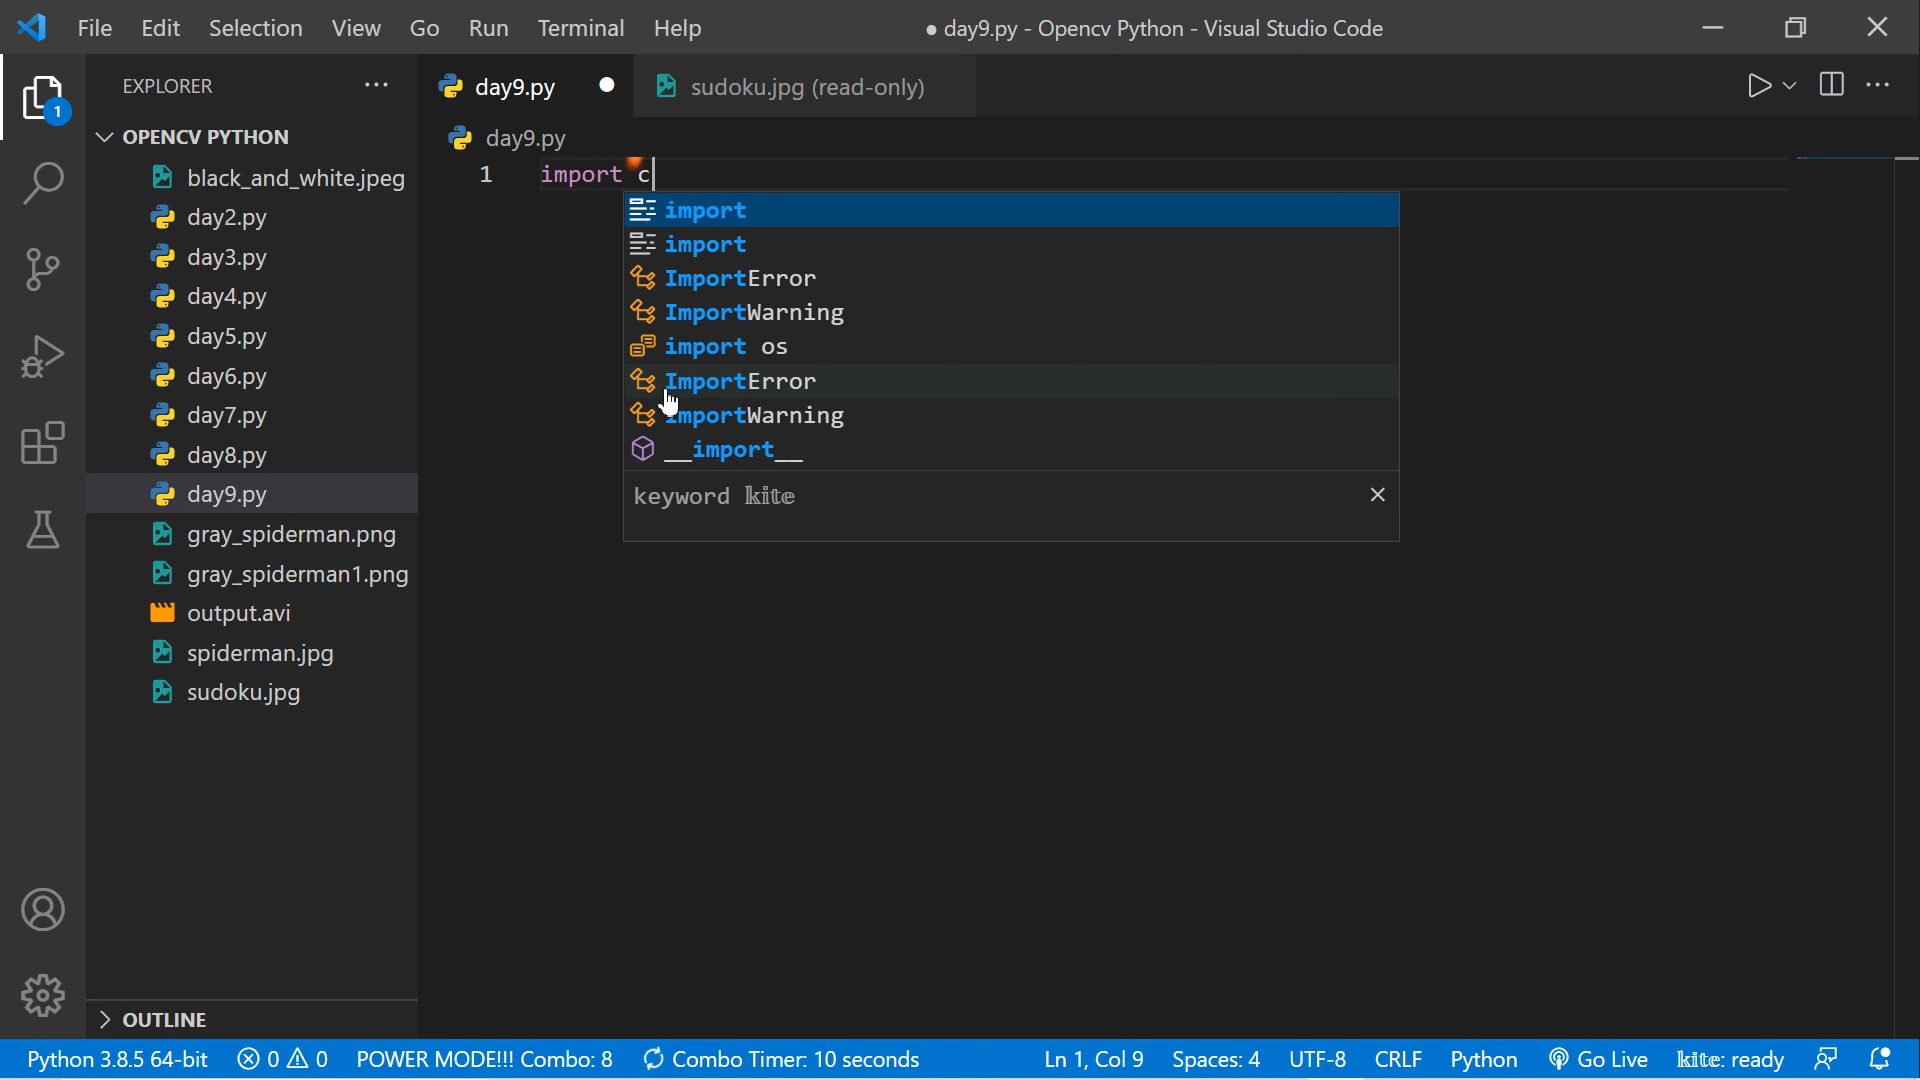 File Edit Selection View Go Run Terminal Help ● day9.py - Opencv Python - Visual Studio Code
EXPLORER ··· day9.py ● sudoku.jpg (read-only) ···
1
OPENCV PYTHON
day9.py
black_and_white.jpeg
1 import c
day2.py
import
day3.py
import
day4.py
ImportError
day5.py
ImportWarning
day6.py
import os
day7.py
ImportError
day8.py
ImportWarning
day9.py
__import__
gray_spiderman.png
keyword kite
gray_spiderman1.png
output.avi
spiderman.jpg
sudoku.jpg
OUTLINE
Python 3.8.5 64-bit 0 0 POWER MODE!!! Combo: 8 Combo Timer: 10 seconds Ln 1, Col 9 Spaces: 4 UTF-8 CRLF Python Go Live kite: ready